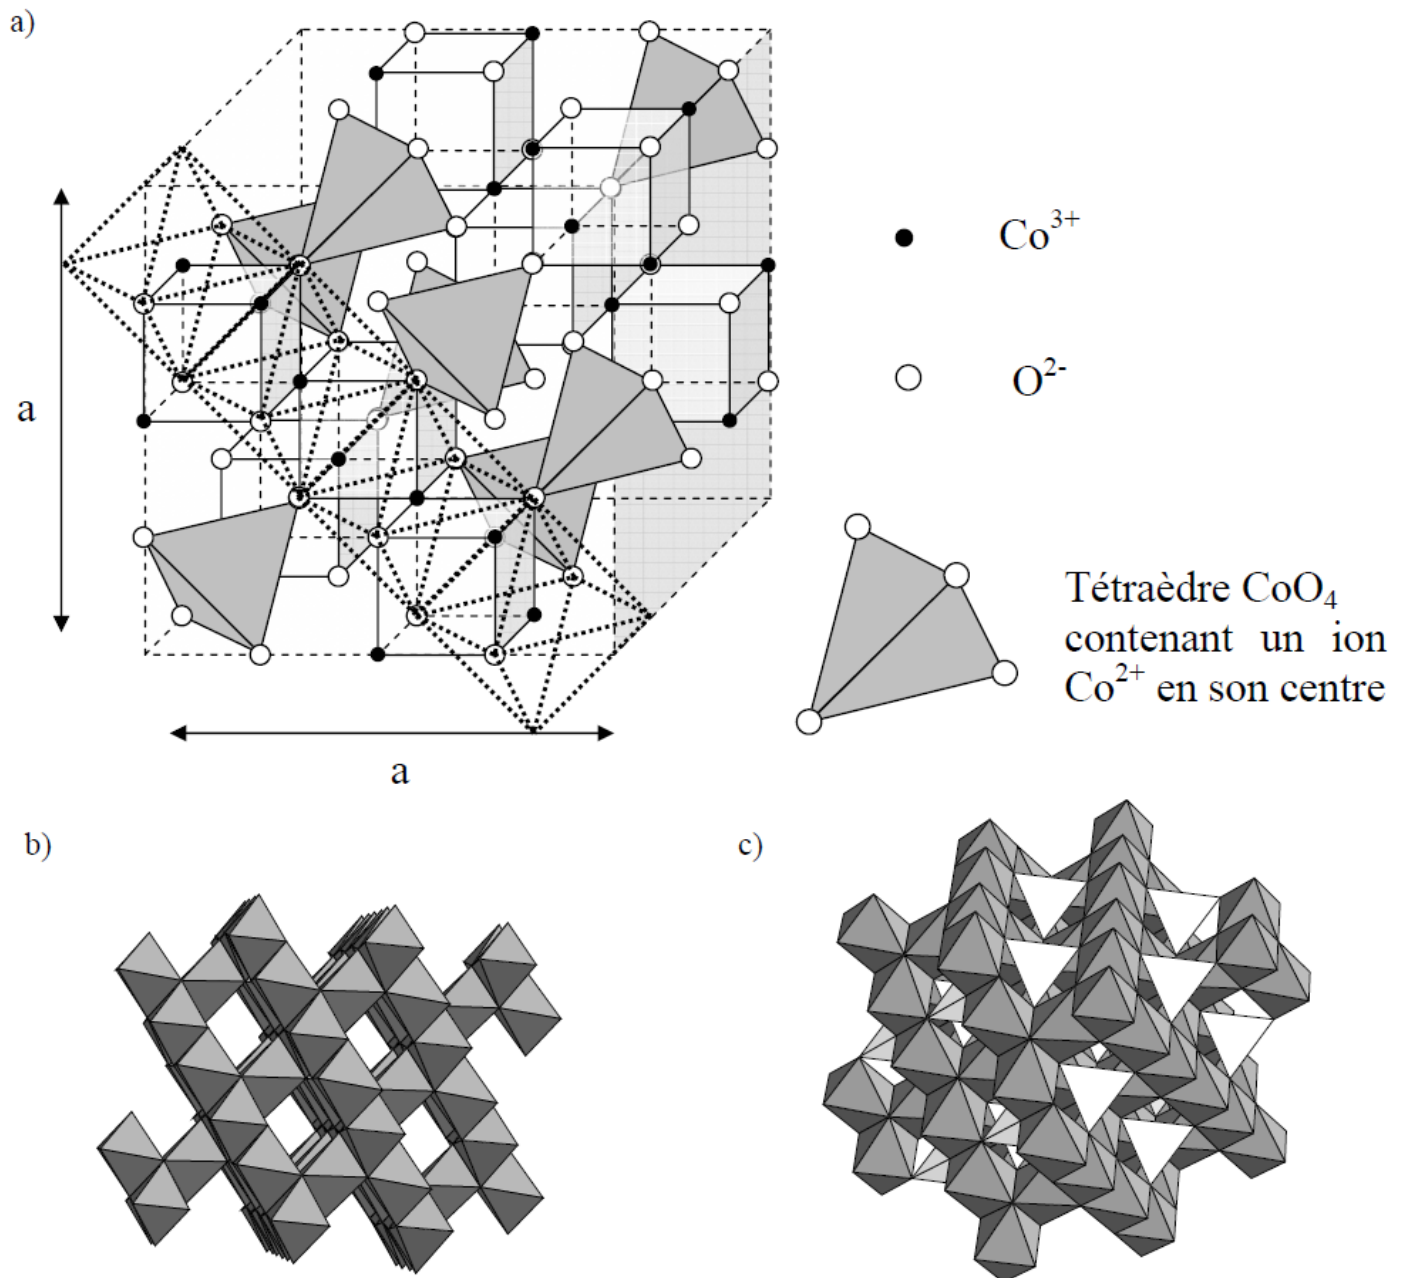 a)
Co³⁺
O²⁻
a
Tétraèdre CoO₄
contenant un ion
Co²⁺ en son centre
a
b)
c)